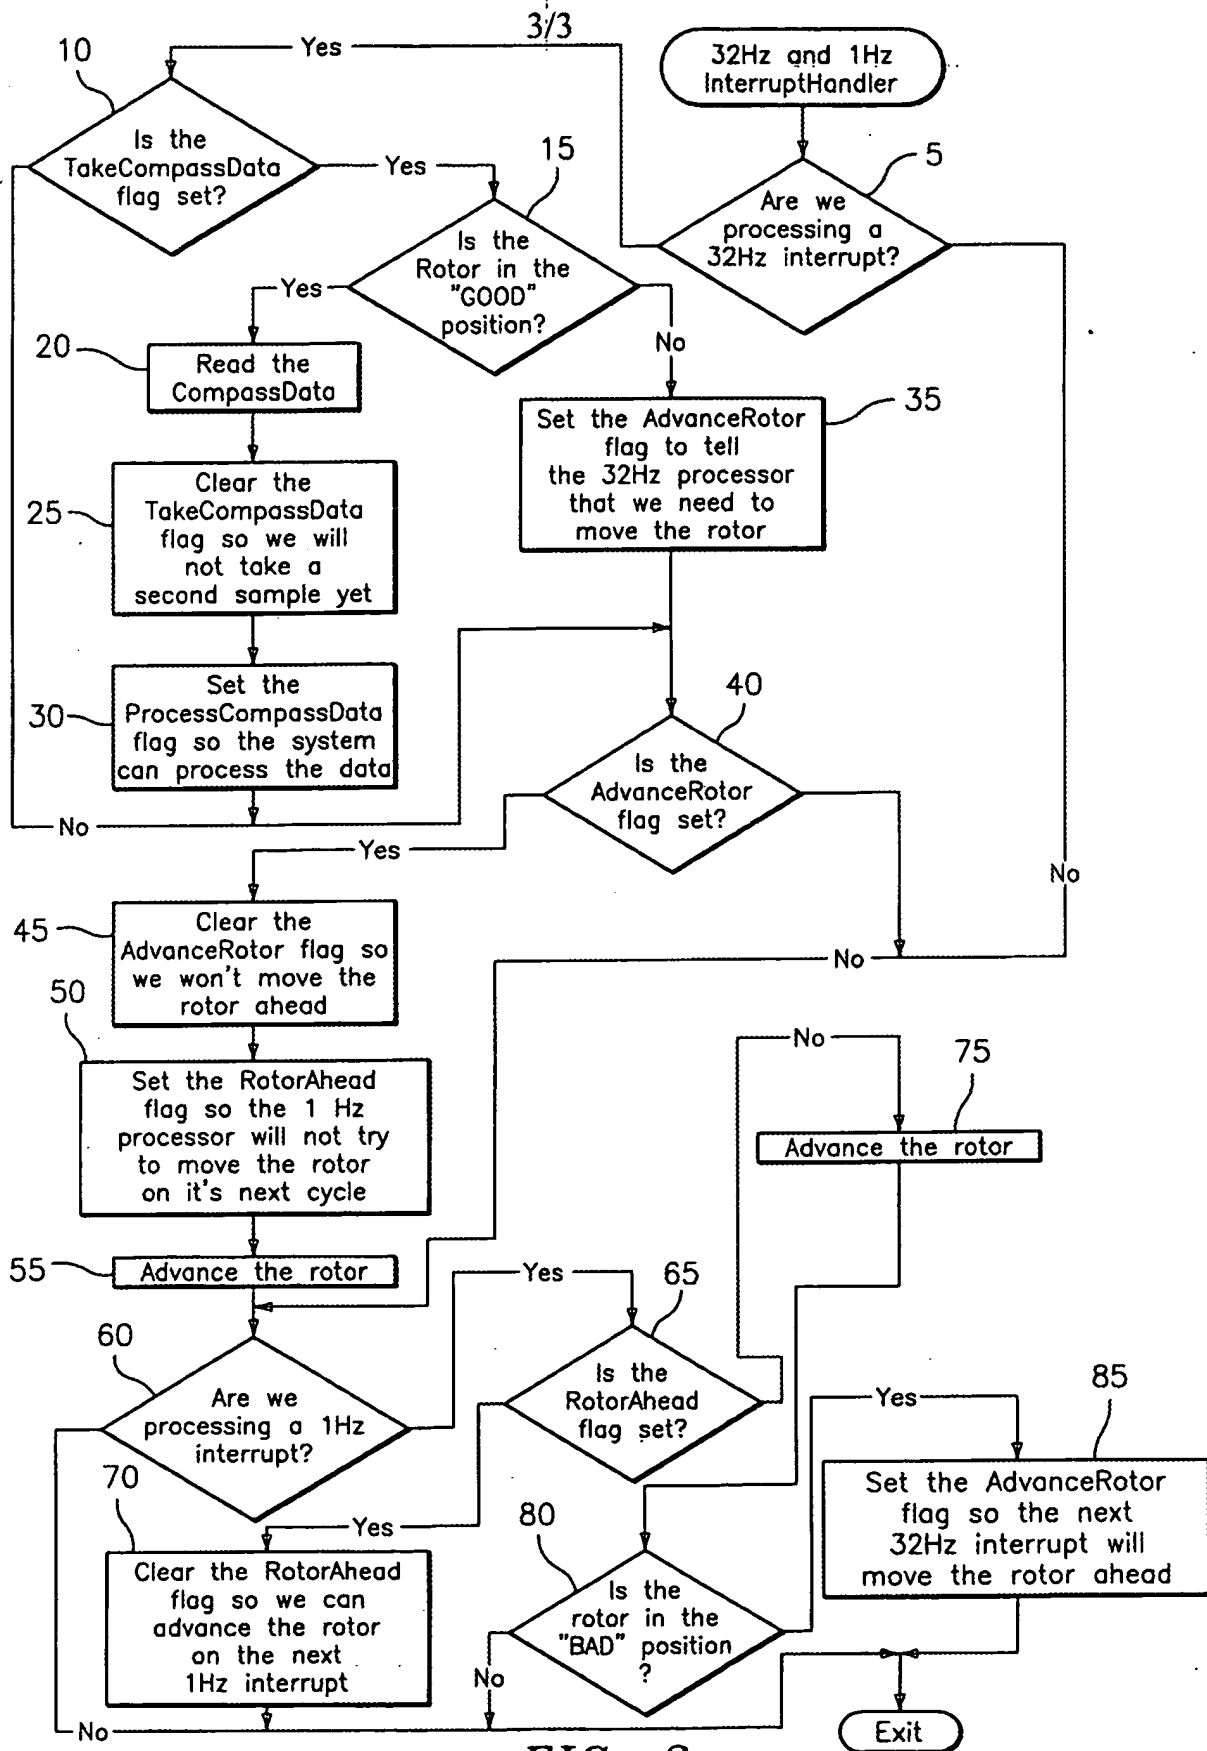 3/3
32Hz and 1Hz
InterruptHandler
5
Are we
processing a
32Hz interrupt?
Yes
No
10
Is the
TakeCompassData
flag set?
Yes
No
15
Is the
Rotor in the
"GOOD"
position?
Yes
No
20
Read the
CompassData
25
Clear the
TakeCompassData
flag so we will
not take a
second sample yet
30
Set the
ProcessCompassData
flag so the system
can process the data
35
Set the AdvanceRotor
flag to tell
the 32Hz processor
that we need to
move the rotor
40
Is the
AdvanceRotor
flag set?
Yes
No
45
Clear the
AdvanceRotor flag so
we won't move the
rotor ahead
50
Set the RotorAhead
flag so the 1 Hz
processor will not try
to move the rotor
on it's next cycle
55
Advance the rotor
60
Are we
processing a 1Hz
interrupt?
Yes
No
65
Is the
RotorAhead
flag set?
Yes
No
70
Clear the RotorAhead
flag so we can
advance the rotor
on the next
1Hz interrupt
75
Advance the rotor
80
Is the
rotor in the
"BAD" position
?
Yes
No
85
Set the AdvanceRotor
flag so the next
32Hz interrupt will
move the rotor ahead
Exit